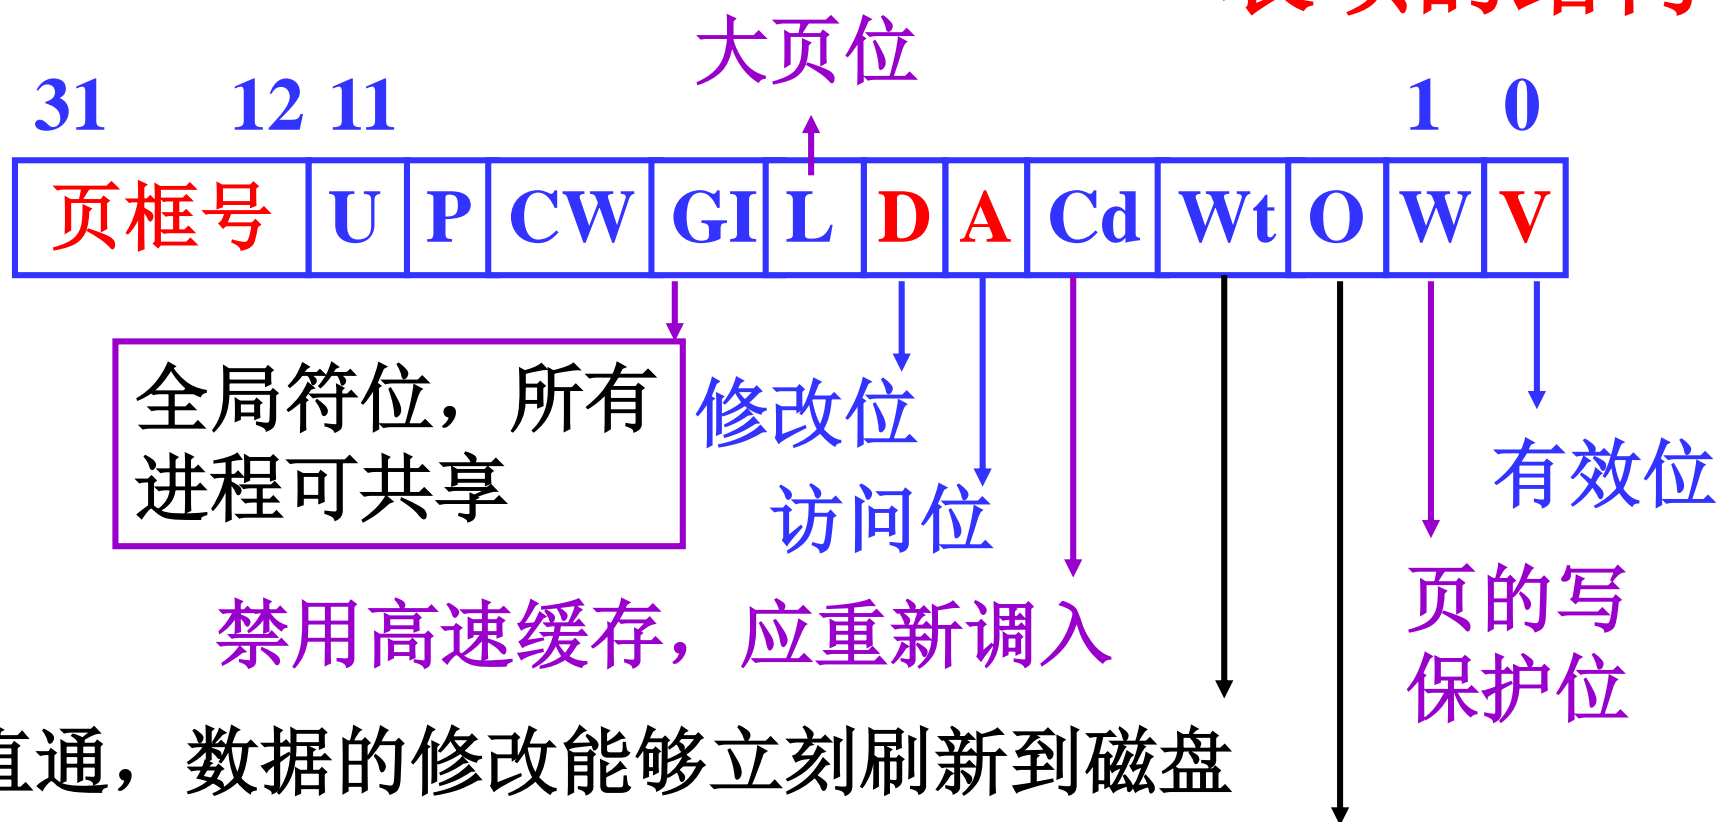 大页位
31 12 11 1 0
页框号 U P CW GI L D A Cd Wt O W V
全局符位，所有
进程可共享
修改位
访问位
有效位
禁用高速缓存，应重新调入
页的写
保护位
直通，数据的修改能够立刻刷新到磁盘